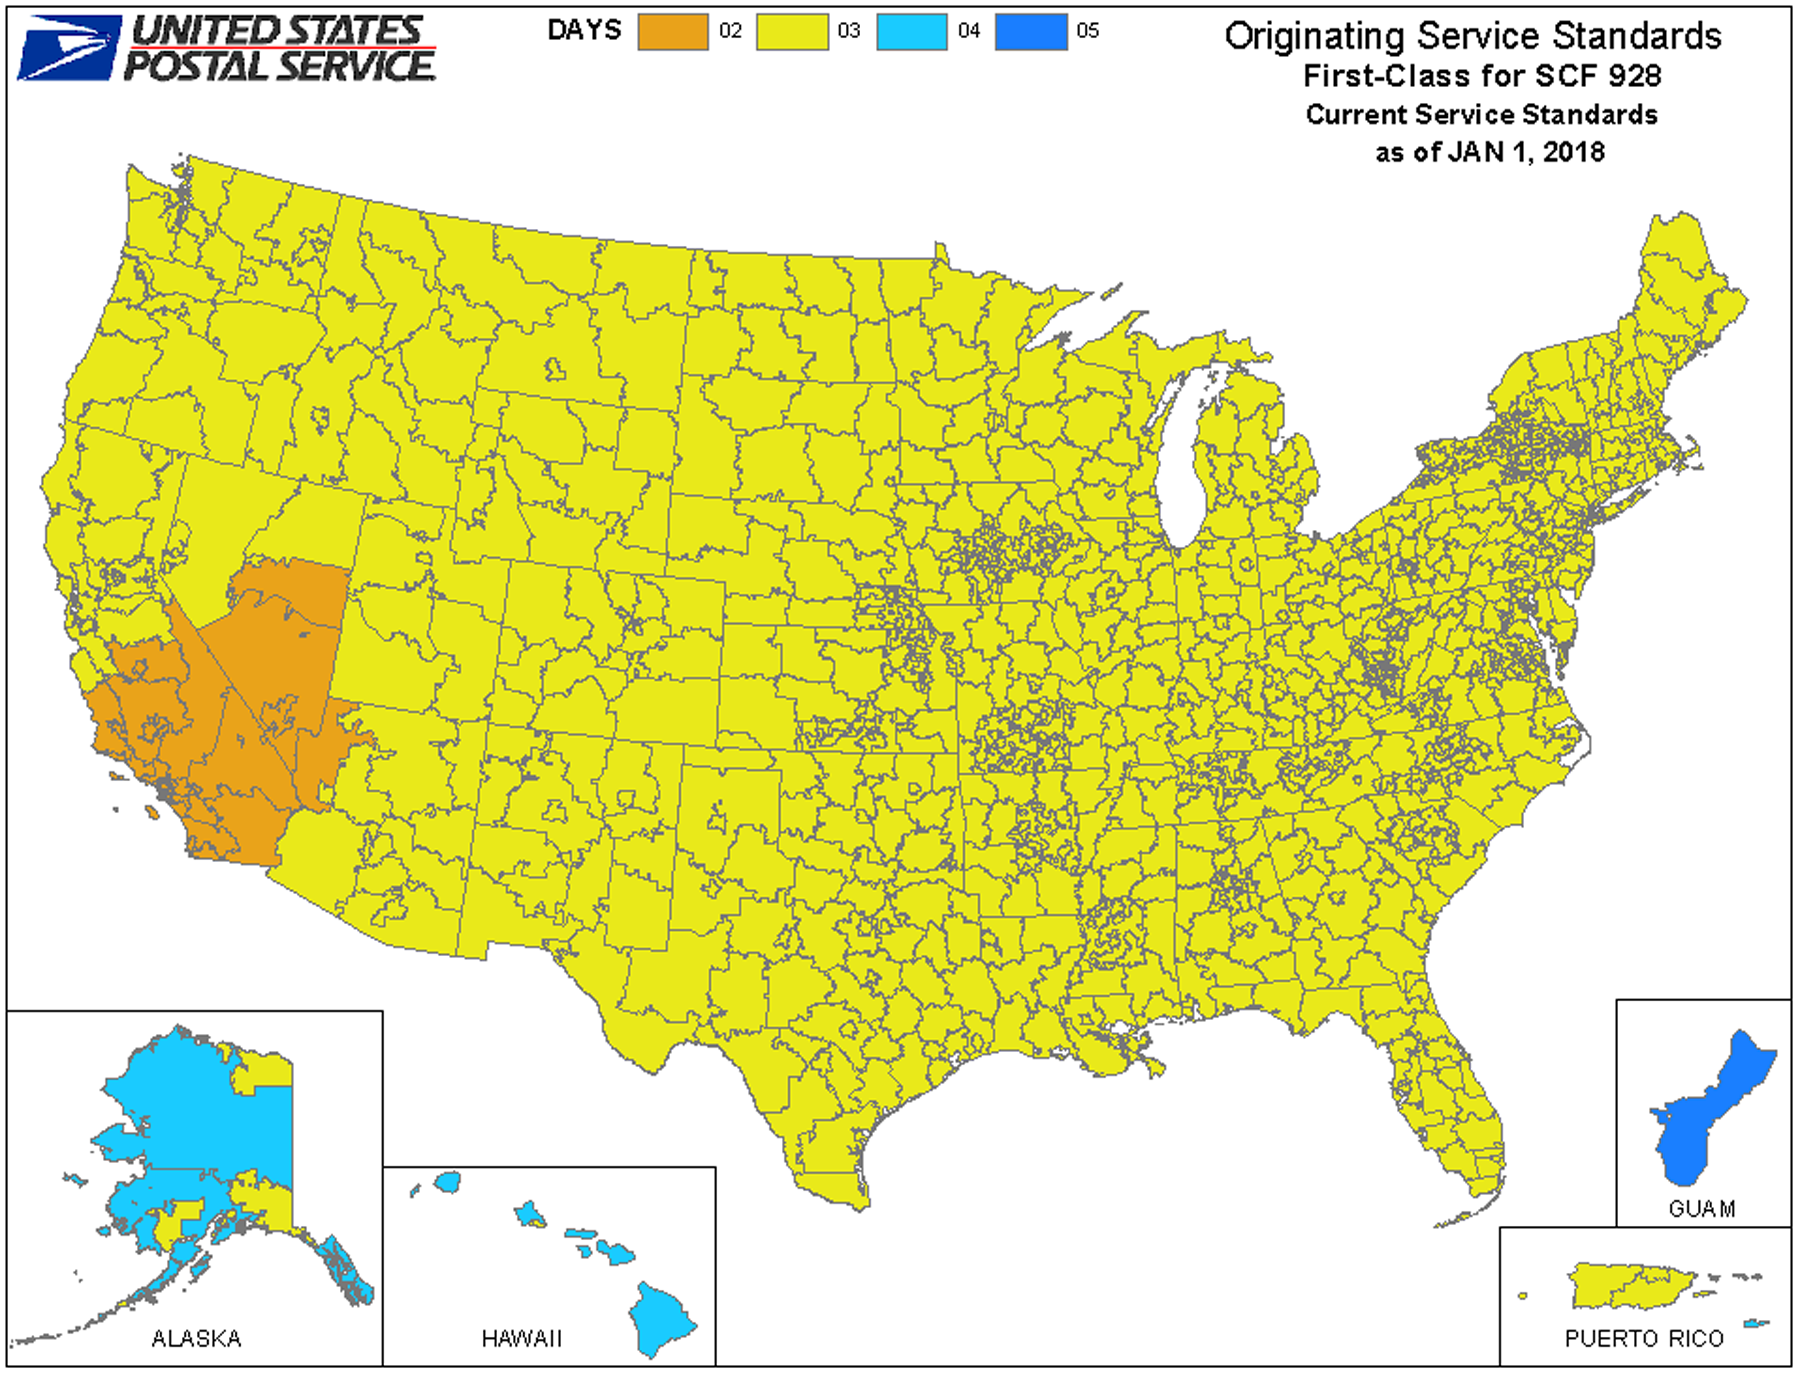 UNITED STATES
POSTAL SERVICE
DAYS 02 03 04 05
Originating Service Standards
First-Class for SCF 928
Current Service Standards
as of JAN 1, 2018
ALASKA
HAWAII
GUAM
PUERTO RICO